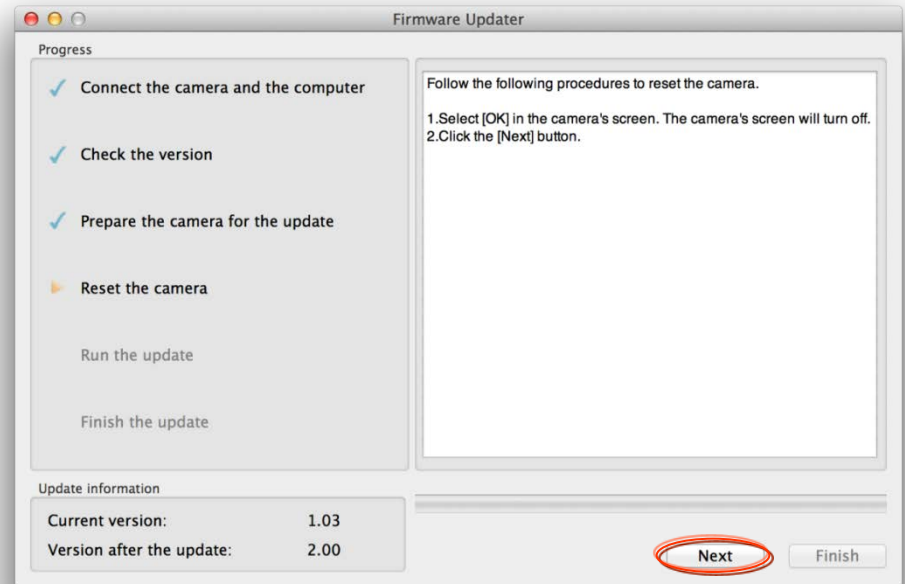 Firmware Updater
Progress
Connect the camera and the computer
Check the version
Prepare the camera for the update
Reset the camera
Run the update
Finish the update
Follow the following procedures to reset the camera.
1.Select [OK] in the camera's screen. The camera's screen will turn off.
2.Click the [Next] button.
Update information
Current version: 1.03
Version after the update: 2.00
Next Finish